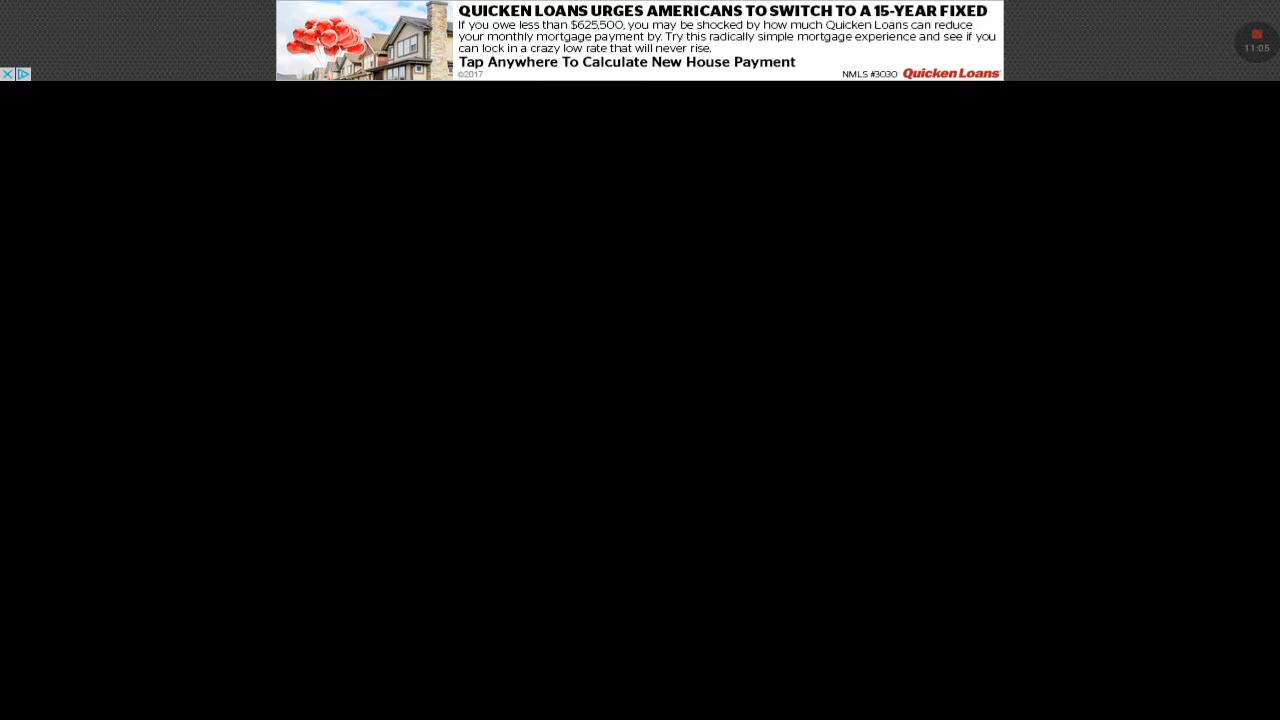 QUICKEN LOANS URGES AMERICANS TO SWITCH TO A 15-YEAR FIXED
If you owe less than $625,500, you may be shocked by how much Quicken Loans can reduce
your monthly mortgage payment by. Try this radically simple mortgage experience and see if you
can lock in a crazy low rate that will never rise.
Tap Anywhere To Calculate New House Payment
©2017
NMLS #3030 Quicken Loans
11:05